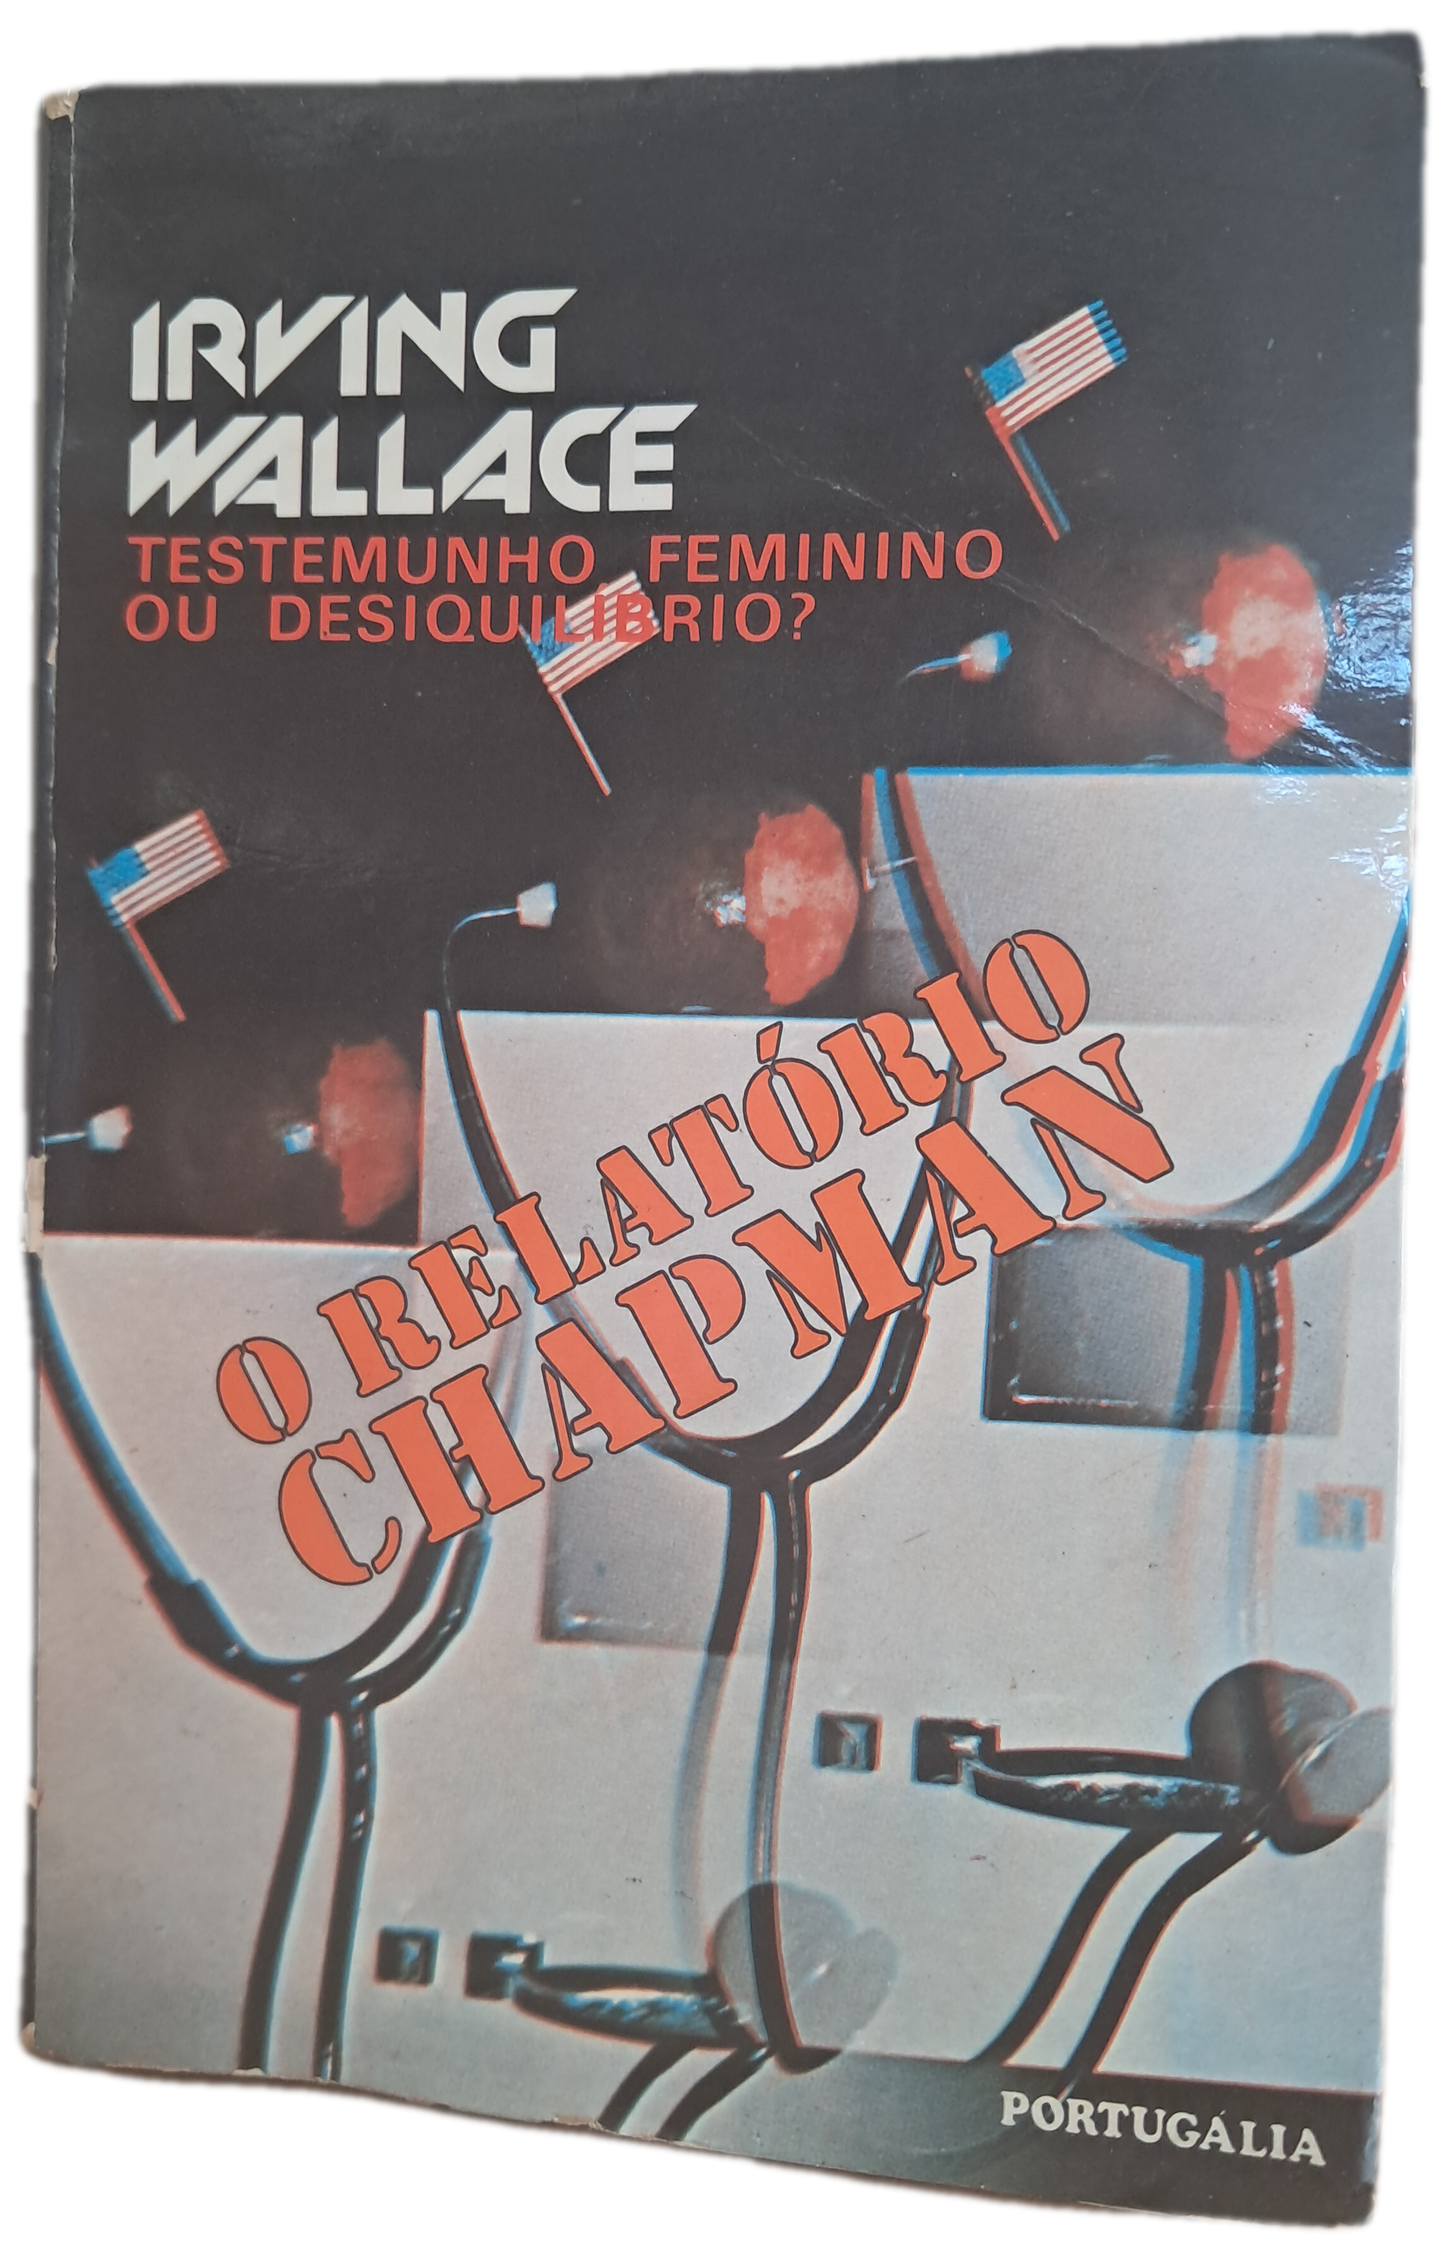 IRVING
WALLACE
TESTEMUNHO FEMININO
OU DESIQUILÍBRIO?
O RELATÓRIO
CHAPMAN
PORTUGÁLIA